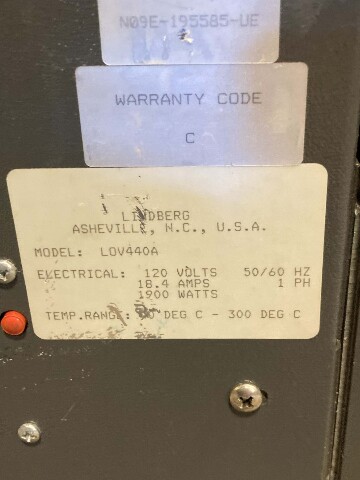 N09E-195585-UE
WARRANTY CODE
C
LINDBERG
ASHEVILLE, N.C., U.S.A.
MODEL: LOV440A
ELECTRICAL: 120 VOLTS 50/60 HZ
18.4 AMPS 1 PH
1900 WATTS
TEMP.RANGE: DEG C - 300 DEG C